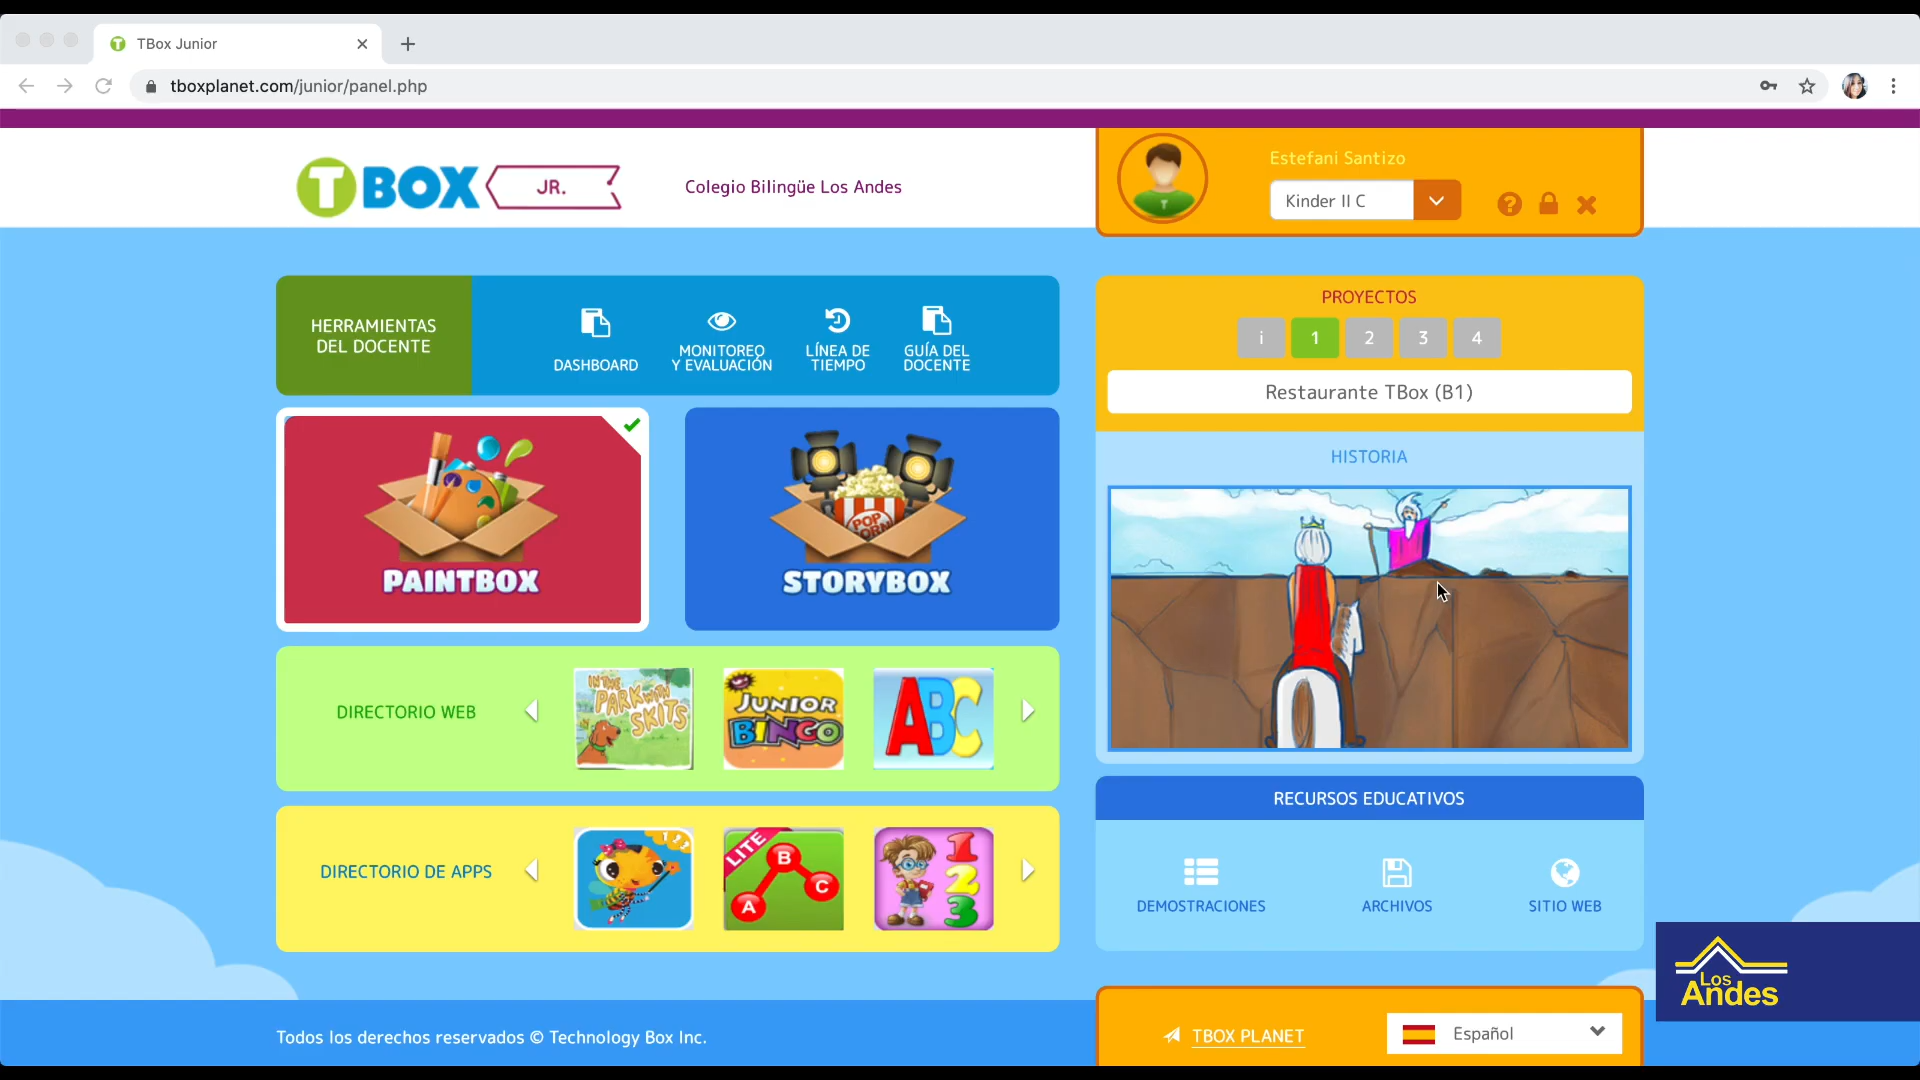 TBox Junior
tboxplanet.com/junior/panel.php
T BOX JR.
Colegio Bilingüe Los Andes
Estefani Santizo
Kinder II C
HERRAMIENTAS
DEL DOCENTE
DASHBOARD
MONITOREO
Y EVALUACIÓN
LÍNEA DE
TIEMPO
GUÍA DEL
DOCENTE
PROYECTOS
i 1 2 3 4
Restaurante TBox (B1)
HISTORIA
POP
CORN
PAINTBOX
STORYBOX
DIRECTORIO WEB
IN THE
PARK WITH
SKITS
JUNIOR
BINGO
ABC
DIRECTORIO DE APPS
123
LITE
A B C
1
2
3
RECURSOS EDUCATIVOS
DEMOSTRACIONES
ARCHIVOS
SITIO WEB
Los
Andes
Todos los derechos reservados © Technology Box Inc.
TBOX PLANET
Español